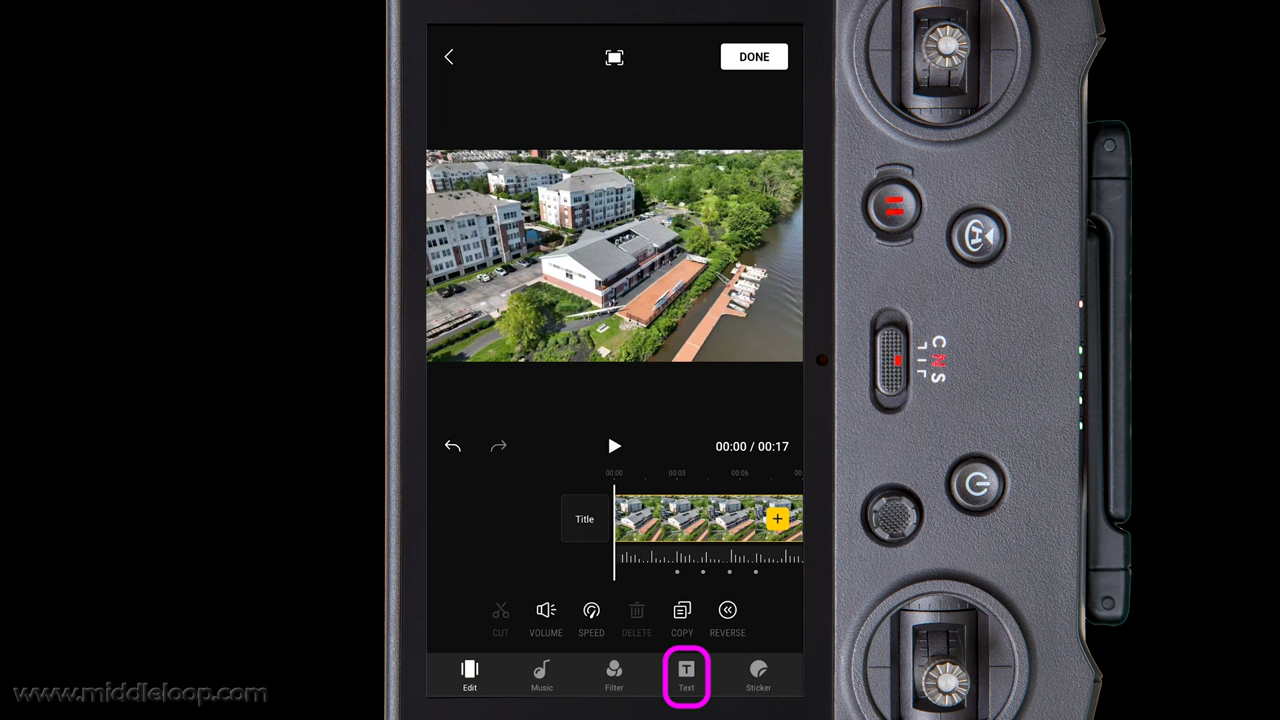 DONE
00:00 / 00:17
00:00 00:03 00:06 00
Title
CUT VOLUME SPEED DELETE COPY REVERSE
Edit Music Filter Text Sticker
C N S
H
www.middleloop.com